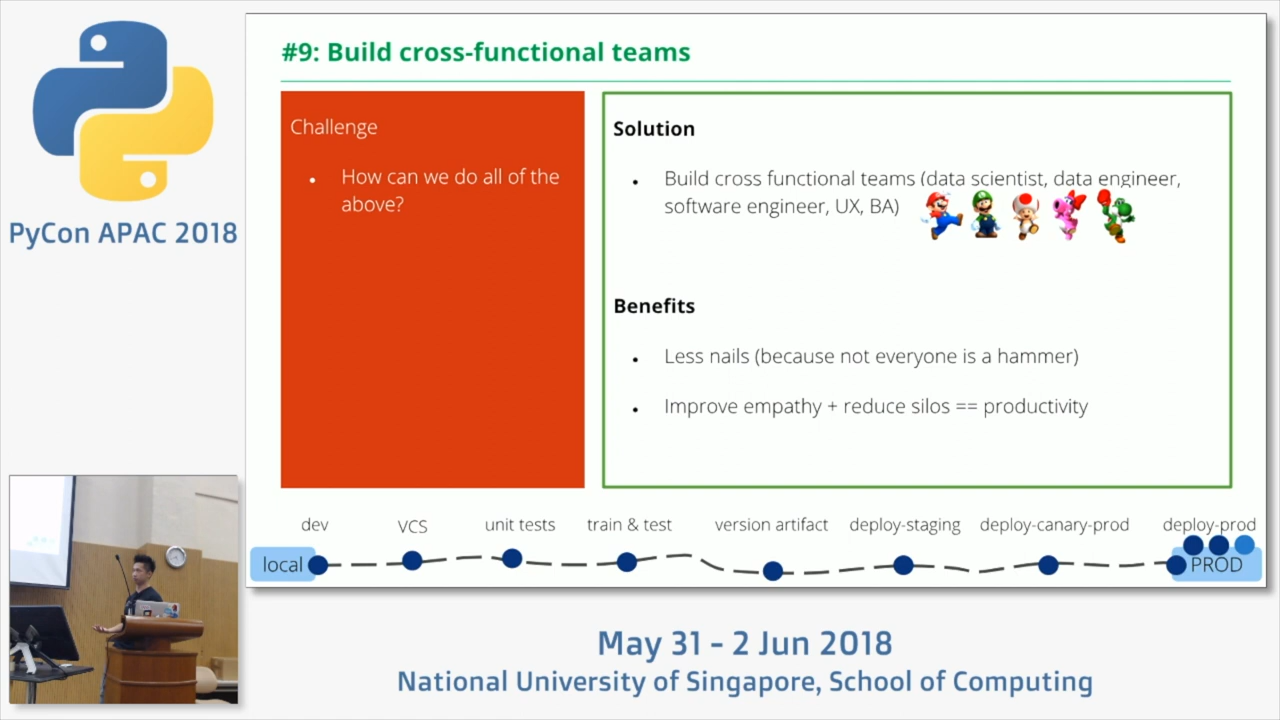 #9: Build cross-functional teams
Challenge
• How can we do all of the
above?
Solution
• Build cross functional teams (data scientist, data engineer,
software engineer, UX, BA)
Benefits
• Less nails (because not everyone is a hammer)
• Improve empathy + reduce silos == productivity
dev VCS unit tests train & test version artifact deploy-staging deploy-canary-prod deploy-prod
local PROD
PyCon APAC 2018
May 31 - 2 Jun 2018
National University of Singapore, School of Computing